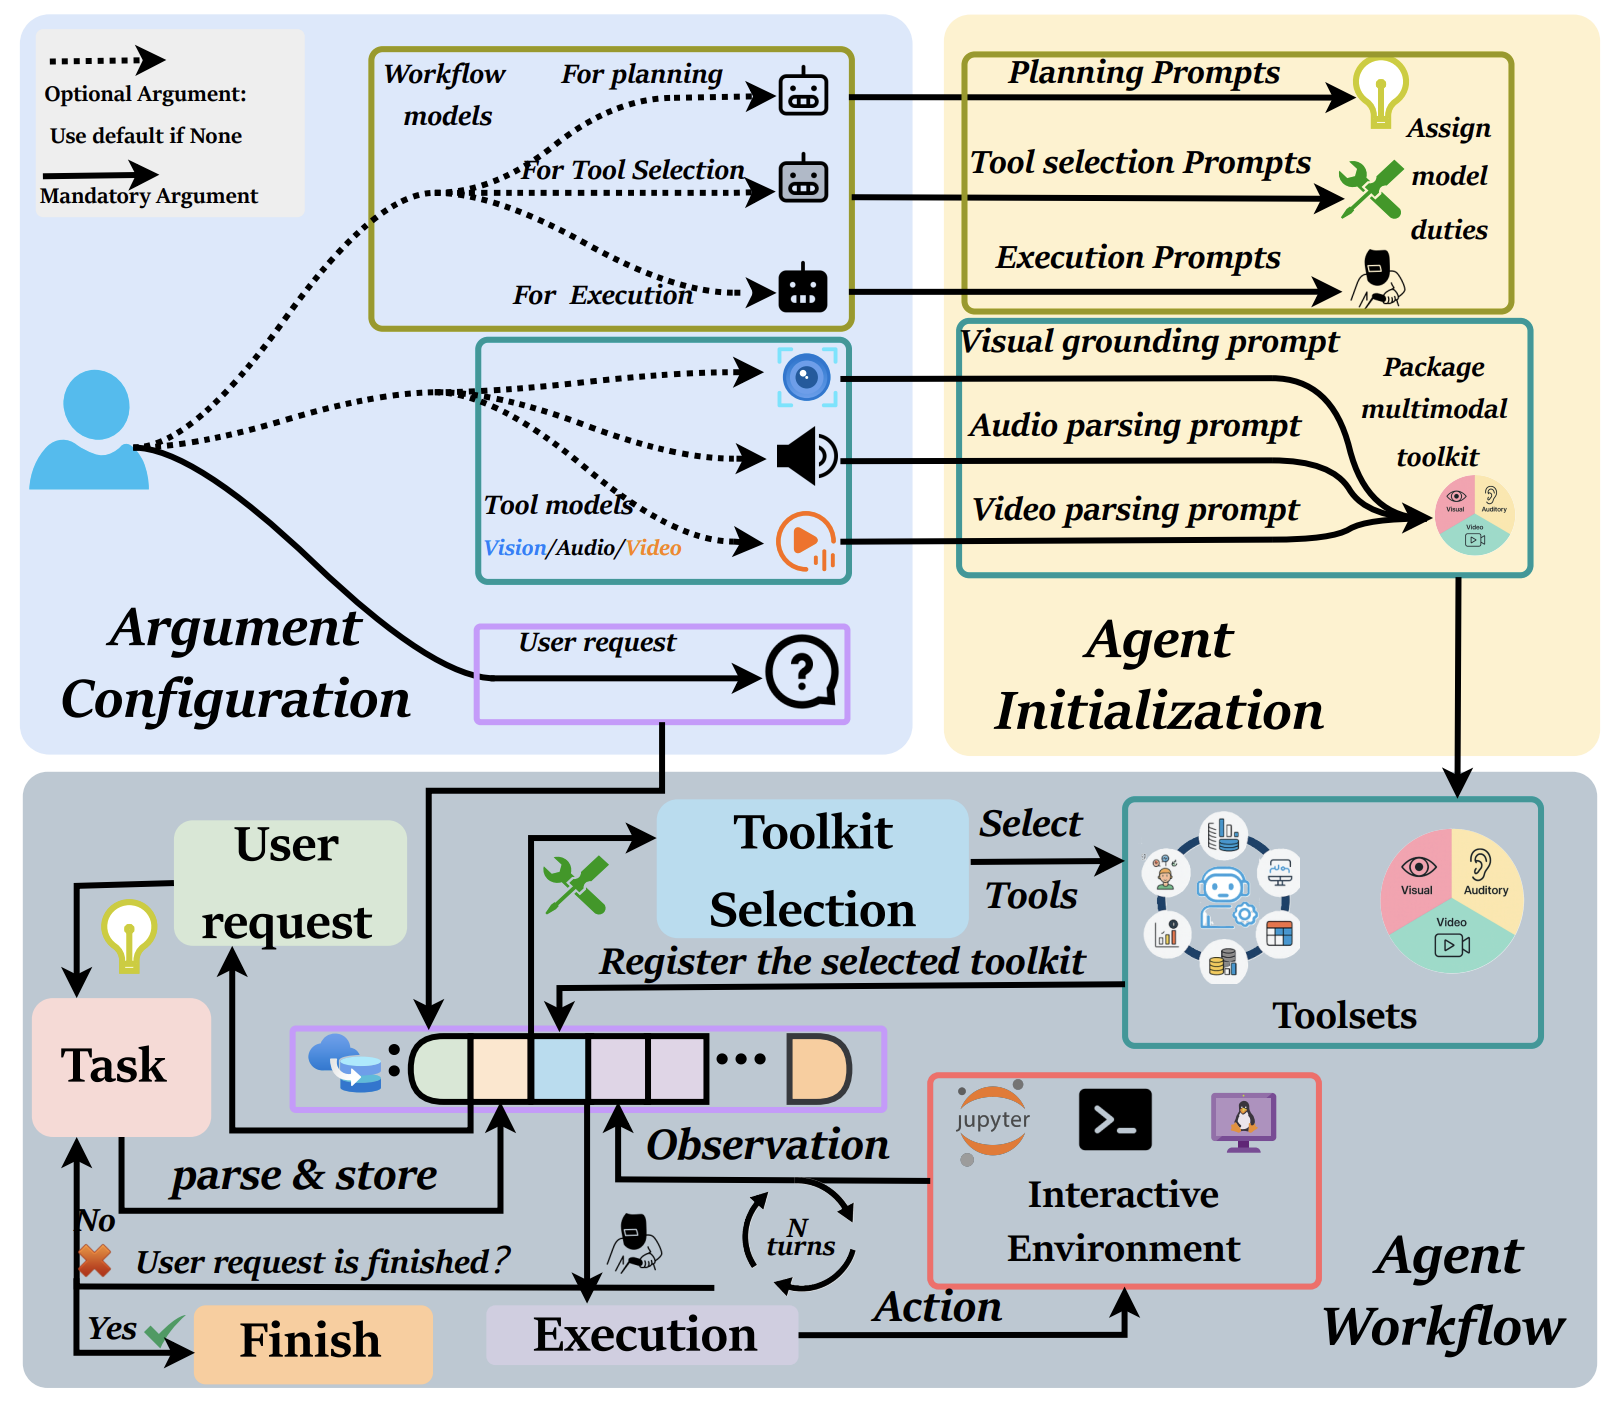 Optional Argument:
Use default if None
Mandatory Argument
Workflow
models
For planning
For Tool Selection
For Execution
Tool models
Vision/Audio/Video
User request
Argument
Configuration
Planning Prompts
Tool selection Prompts
Execution Prompts
Assign
model
duties
Visual grounding prompt
Audio parsing prompt
Video parsing prompt
Package
multimodal
toolkit
Visual
Auditory
Video
Agent
Initialization
User
request
Toolkit
Selection
Select
Tools
Register the selected toolkit
Visual
Auditory
Video
Toolsets
Task
parse & store
Observation
jupyter
Interactive
Environment
N
turns
No
User request is finished?
Yes
Finish
Execution
Action
Agent
Workflow